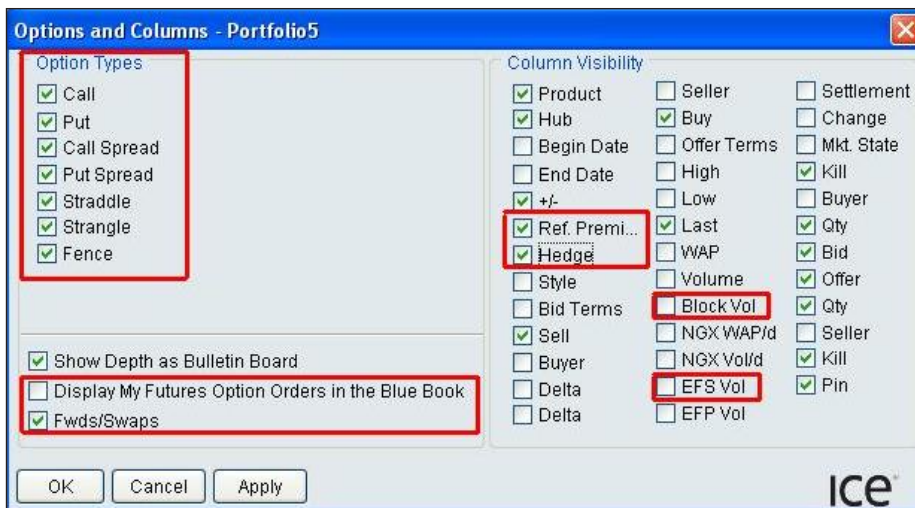 Options and Columns - Portfolio5
Option Types
Call
Put
Call Spread
Put Spread
Straddle
Strangle
Fence
Show Depth as Bulletin Board
Display My Futures Option Orders in the Blue Book
Fwds/Swaps
Column Visibility
Product
Hub
Begin Date
End Date
+/-
Ref. Premi...
Hedge
Style
Bid Terms
Sell
Buyer
Delta
Delta
Seller
Buy
Offer Terms
High
Low
Last
WAP
Volume
Block Vol
NGX WAP/d
NGX Vol/d
EFS Vol
EFP Vol
Settlement
Change
Mkt. State
Kill
Buyer
Qty
Bid
Offer
Qty
Seller
Kill
Pin
OK
Cancel
Apply
ice